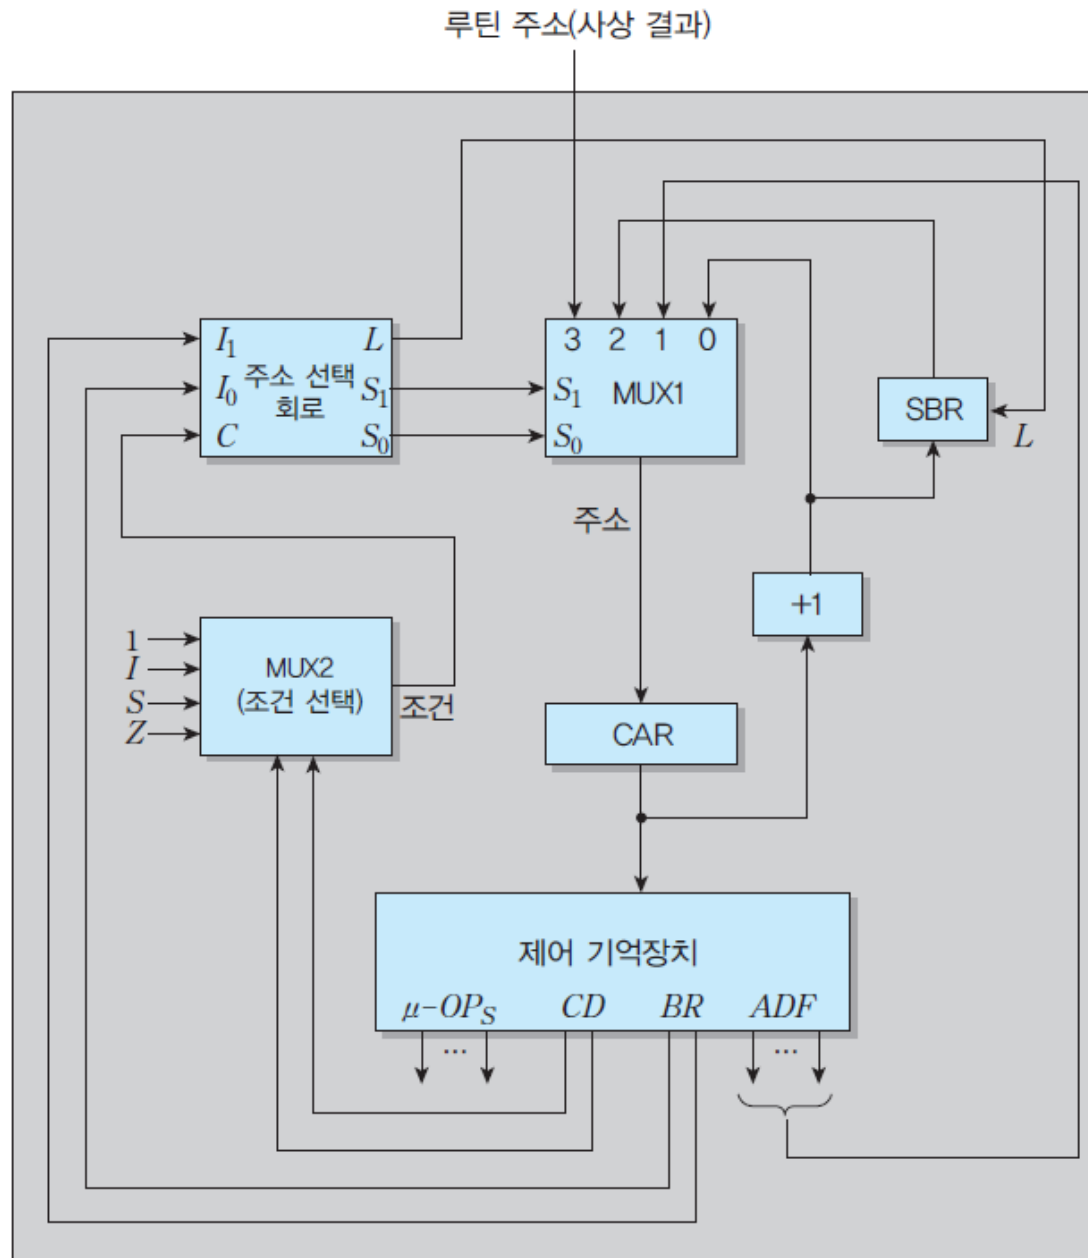 루틴 주소(사상 결과)
I₁ L
주소 선택
회로
I₀ S₁
C S₀
3 2 1 0
S₁ MUX1
S₀
SBR
L
주소
+1
1
I
S
Z
MUX2
(조건 선택)
조건
CAR
제어 기억장치
μ-OPₛ CD BR ADF
... ...